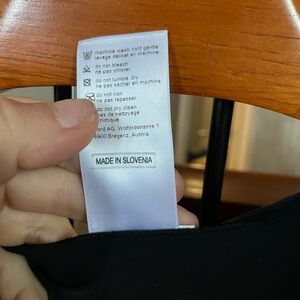 machine wash cold gentle
lavage délicat en machine
do not bleach
ne pas chlorer
do not tumble dry
ne pas sécher en machine
do not iron
ne pas repasser
do not dry clean
pas de nettoyage
himique
ord AG, Wolfordstrasse 1
6900 Bregenz, Austria
MADE IN SLOVENIA